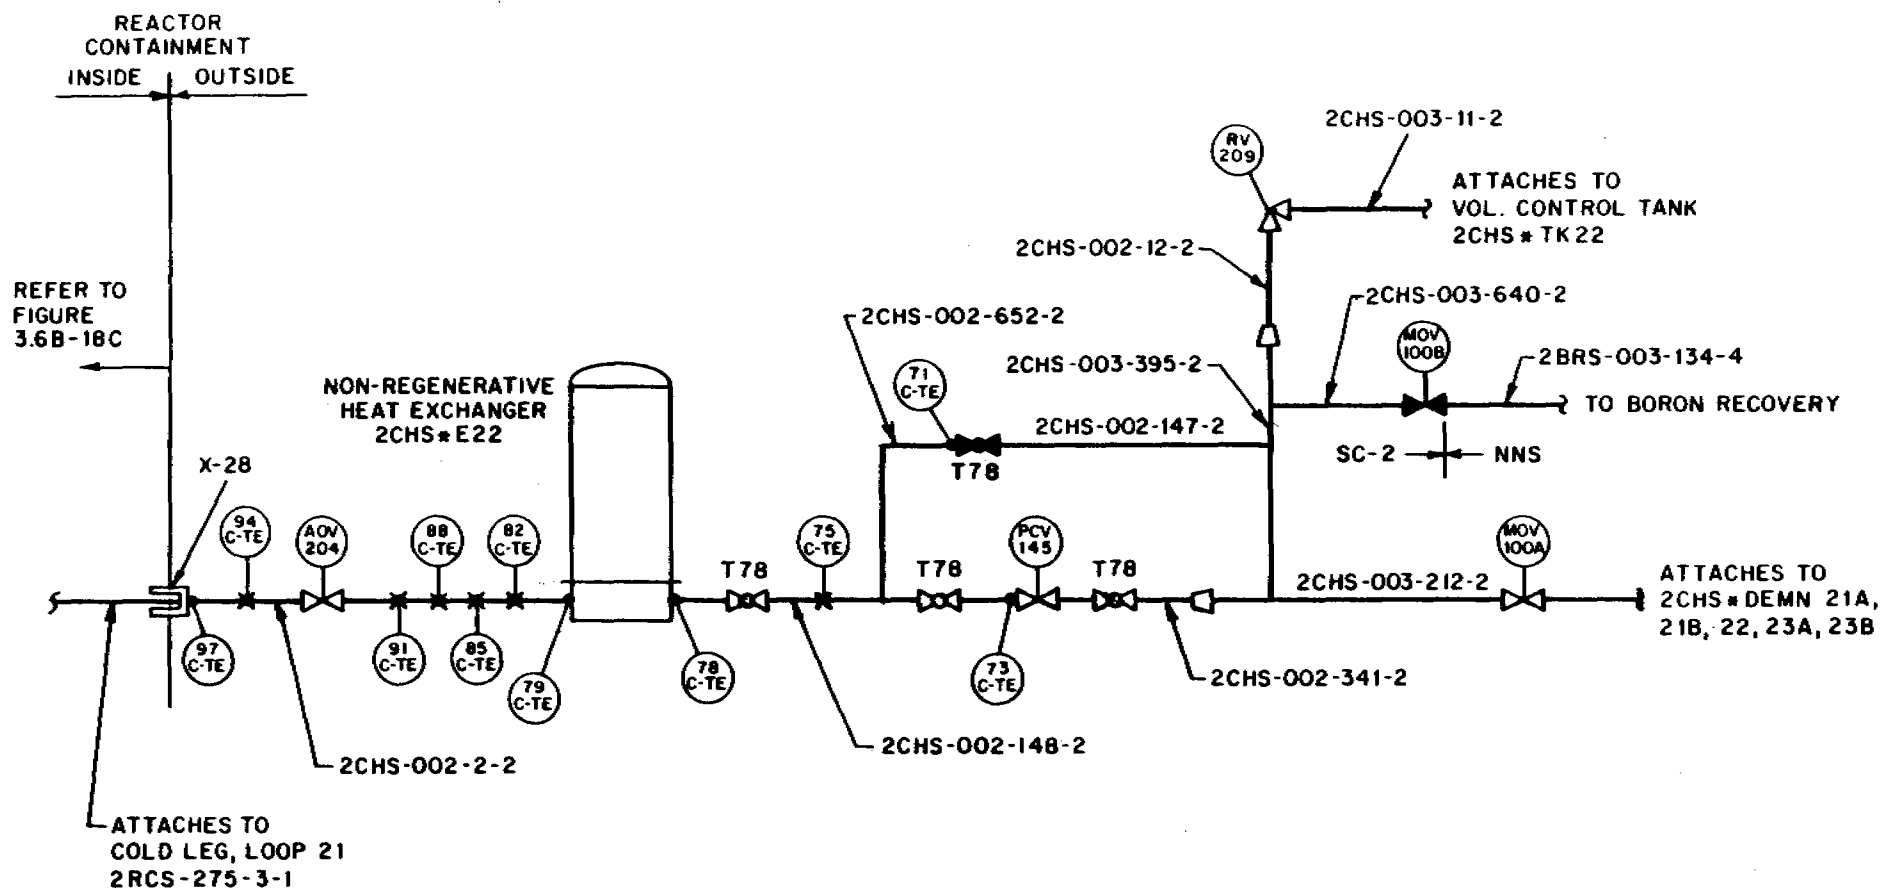 REACTOR
CONTAINMENT
INSIDE
OUTSIDE
REFER TO
FIGURE
3.6B-18C
X-28
NON-REGENERATIVE
HEAT EXCHANGER
2CHS*E22
94
C-TE
AOV
204
88
C-TE
82
C-TE
97
C-TE
91
C-TE
85
C-TE
79
C-TE
78
C-TE
2CHS-002-2-2
ATTACHES TO
COLD LEG, LOOP 21
2RCS-275-3-1
T78
75
C-TE
2CHS-002-148-2
T78
73
C-TE
PCV
145
T78
2CHS-002-341-2
2CHS-002-652-2
71
C-TE
T78
2CHS-002-147-2
2CHS-003-395-2
2CHS-002-12-2
RV
209
2CHS-003-11-2
ATTACHES TO
VOL. CONTROL TANK
2CHS*TK22
2CHS-003-640-2
MOV
100B
2BRS-003-134-4
TO BORON RECOVERY
SC-2
NNS
2CHS-003-212-2
MOV
100A
ATTACHES TO
2CHS*DEMN 21A,
21B, 22, 23A, 23B